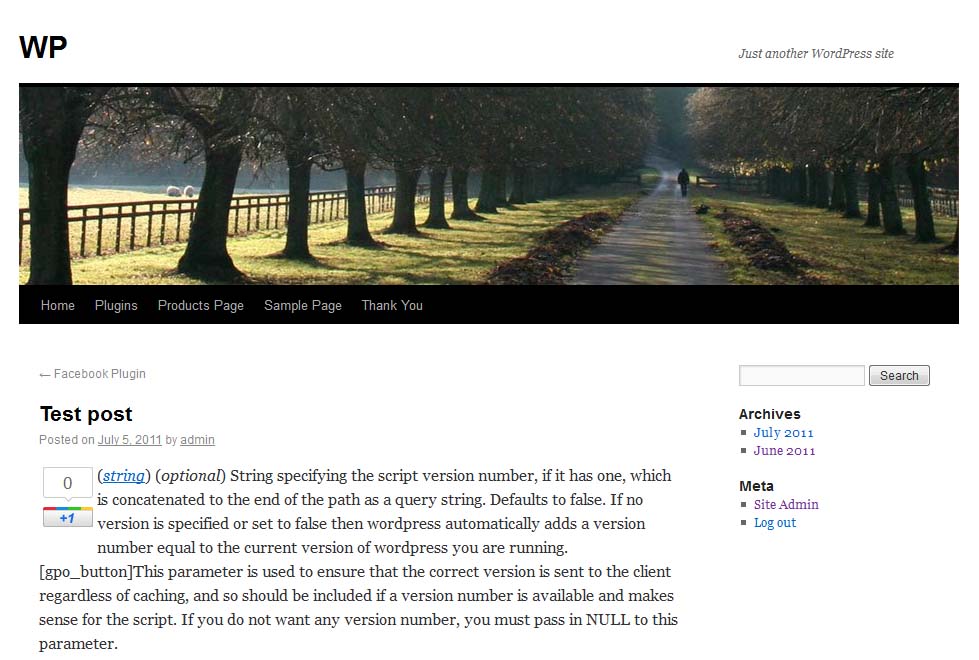 WP
Just another WordPress site
Home Plugins Products Page Sample Page Thank You
← Facebook Plugin
Test post
Posted on July 5, 2011 by admin
0
+1
(string) (optional) String specifying the script version number, if it has one, which
is concatenated to the end of the path as a query string. Defaults to false. If no
version is specified or set to false then wordpress automatically adds a version
number equal to the current version of wordpress you are running.
[gpo_button]This parameter is used to ensure that the correct version is sent to the client
regardless of caching, and so should be included if a version number is available and makes
sense for the script. If you do not want any version number, you must pass in NULL to this
parameter.
Search
Archives
July 2011
June 2011
Meta
Site Admin
Log out